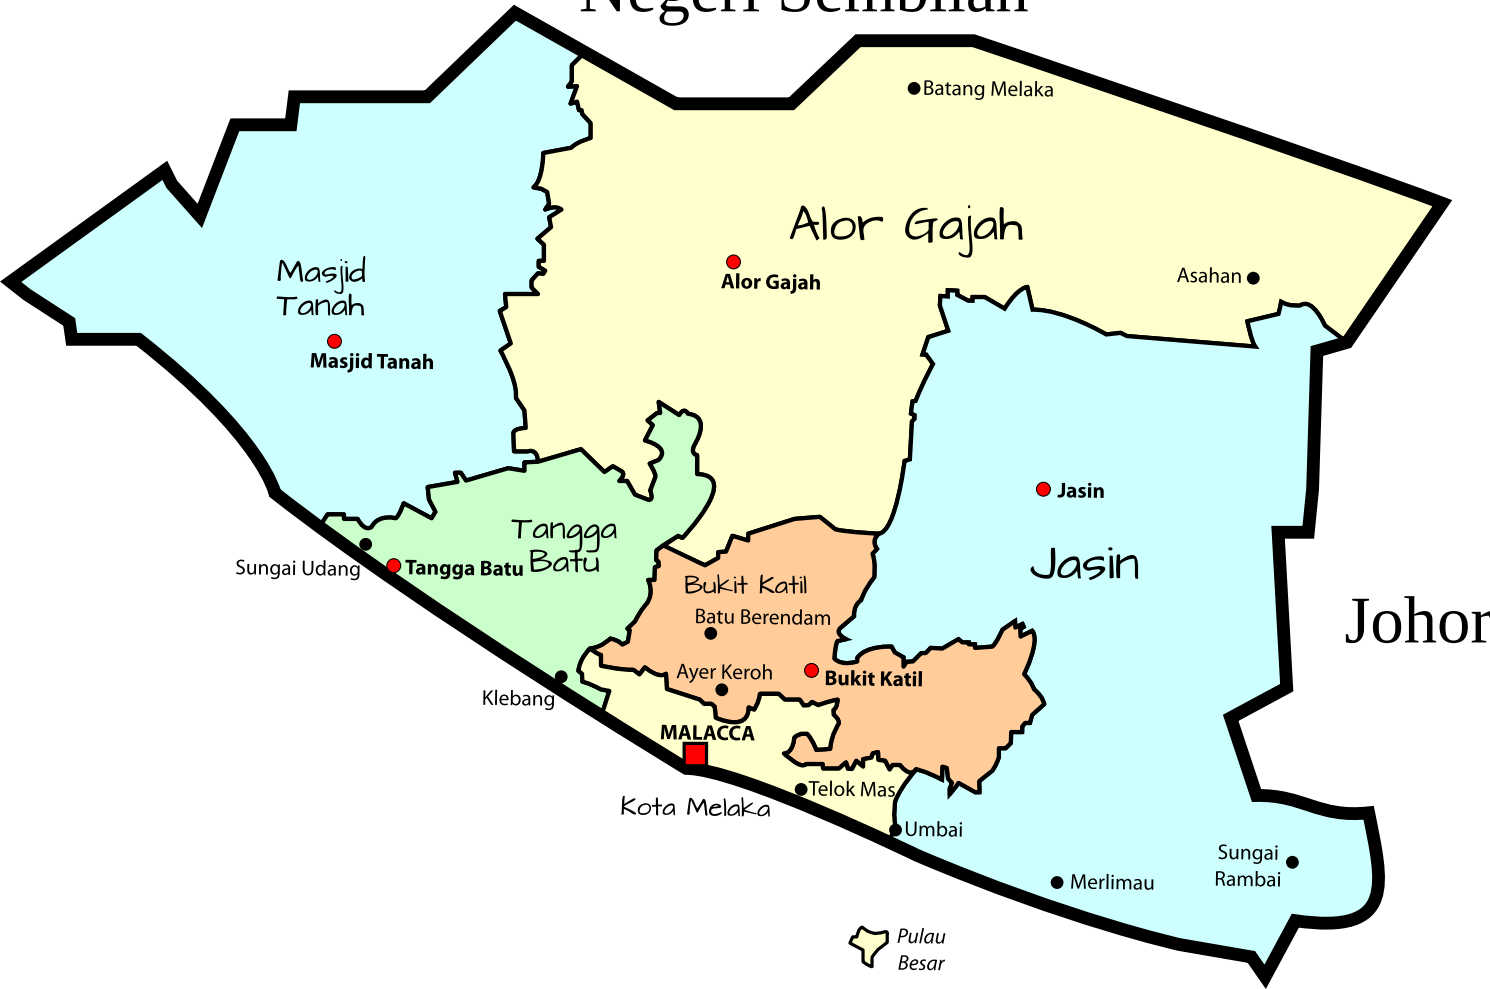 Negeri Sembilan
Batang Melaka
Alor Gajah
Masjid
Tanah
Alor Gajah
Asahan
Masjid Tanah
Jasin
Tangga
Batu
Sungai Udang
Tangga Batu
Jasin
Bukit Katil
Batu Berendam
Johor
Ayer Keroh
Bukit Katil
Klebang
MALACCA
Telok Mas
Kota Melaka
Umbai
Sungai
Rambai
Merlimau
Pulau
Besar